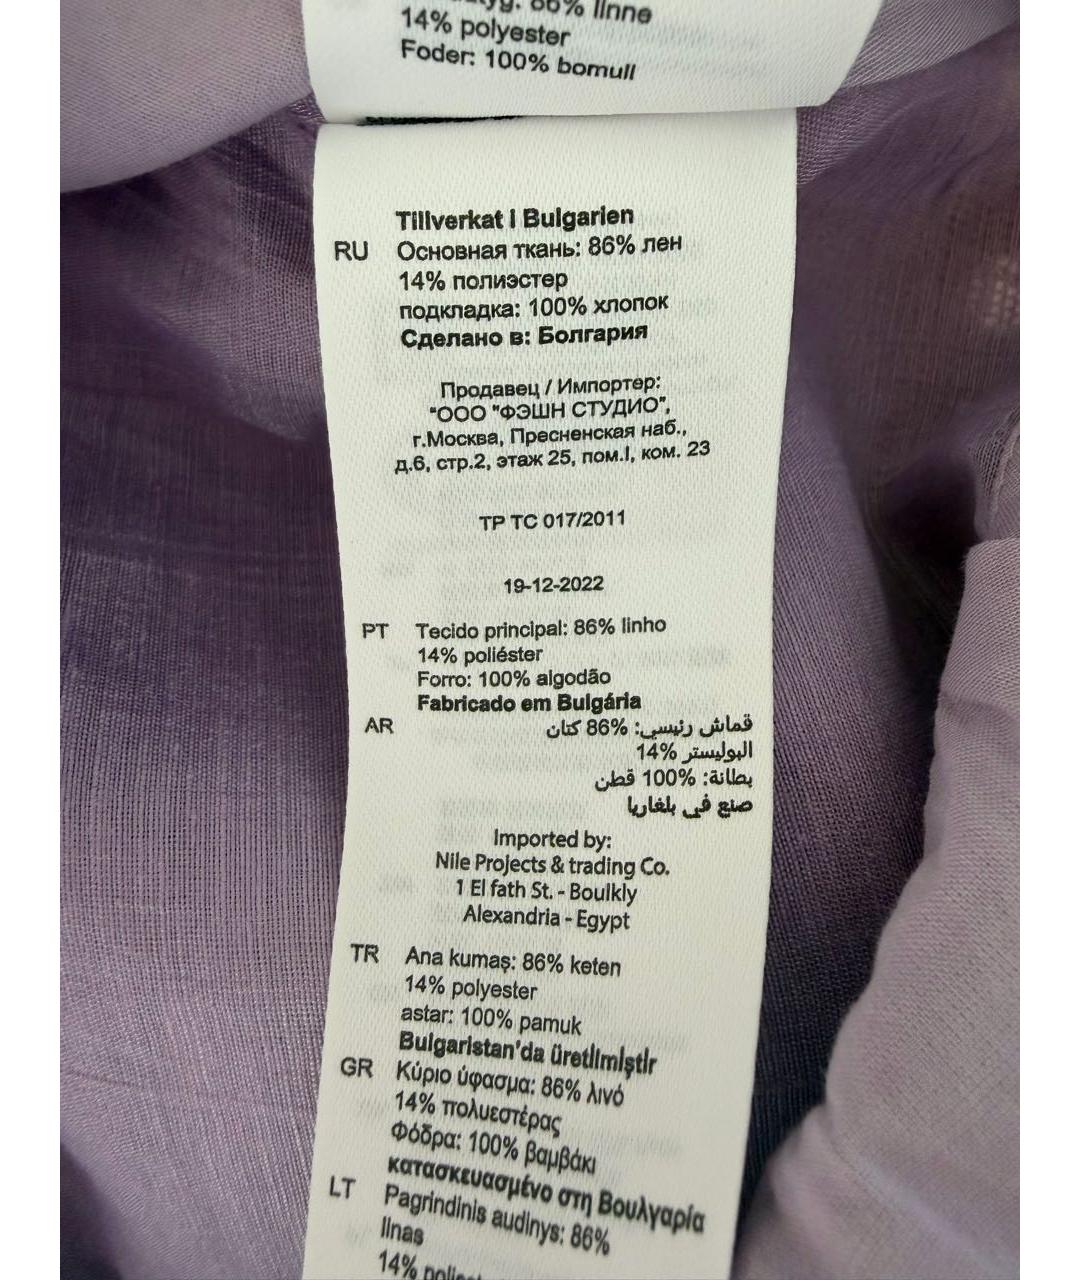 86% linne
14% polyester
Foder: 100% bomull
Tillverkat i Bulgarien
RU Основная ткань: 86% лен
14% полиэстер
подкладка: 100% хлопок
Сделано в: Болгария
Продавец / Импортер:
"ООО "ФЭШН СТУДИО",
г.Москва, Пресненская наб.,
д.6, стр.2, этаж 25, пом.I, ком. 23
ТР ТС 017/2011
19-12-2022
PT Tecido principal: 86% linho
14% poliéster
Forro: 100% algodão
Fabricado em Bulgária
AR قماش رئيسي: 86% كتان
البوليستر 14%
بطانة: 100% قطن
صنع في بلغاريا
Imported by:
Nile Projects & trading Co.
1 El fath St. - Boulkly
Alexandria - Egypt
TR Ana kumaş: 86% keten
14% polyester
astar: 100% pamuk
Bulgaristan'da üretilmiştir
GR Κύριο ύφασμα: 86% λινό
14% πολυεστέρας
Φόδρα: 100% βαμβάκι
κατασκευασμένο στη Βουλγαρία
LT Pagrindinis audinys: 86%
linas
14%